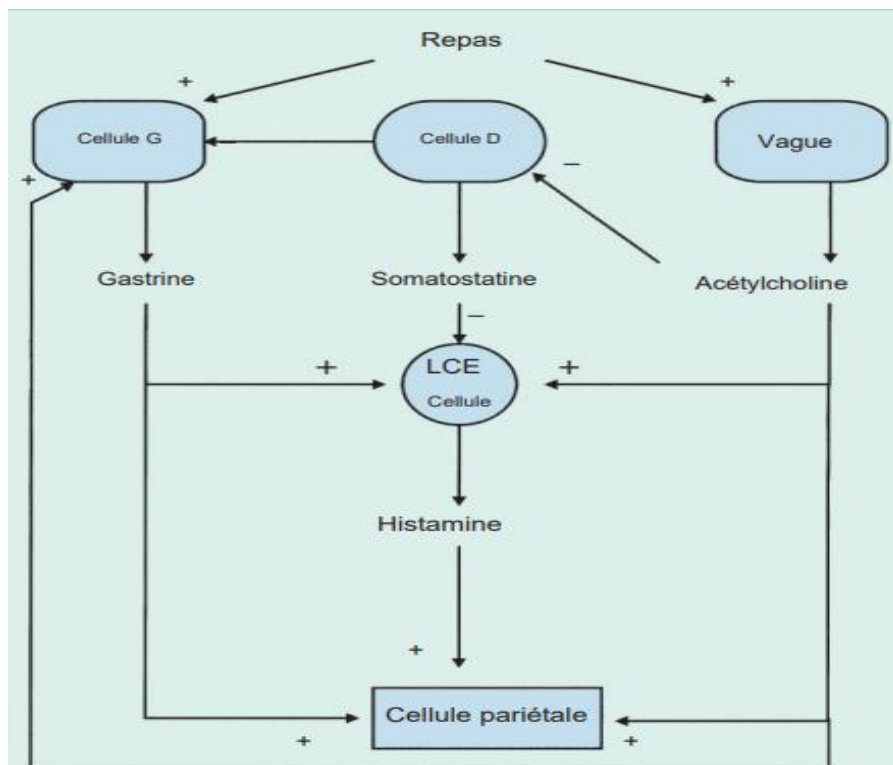 Repas
+
+
Cellule G
–
Cellule D
Vague
+
–
Gastrine
Somatostatine
Acétylcholine
–
+
LCE
+
Cellule
Histamine
+
Cellule pariétale
+
+